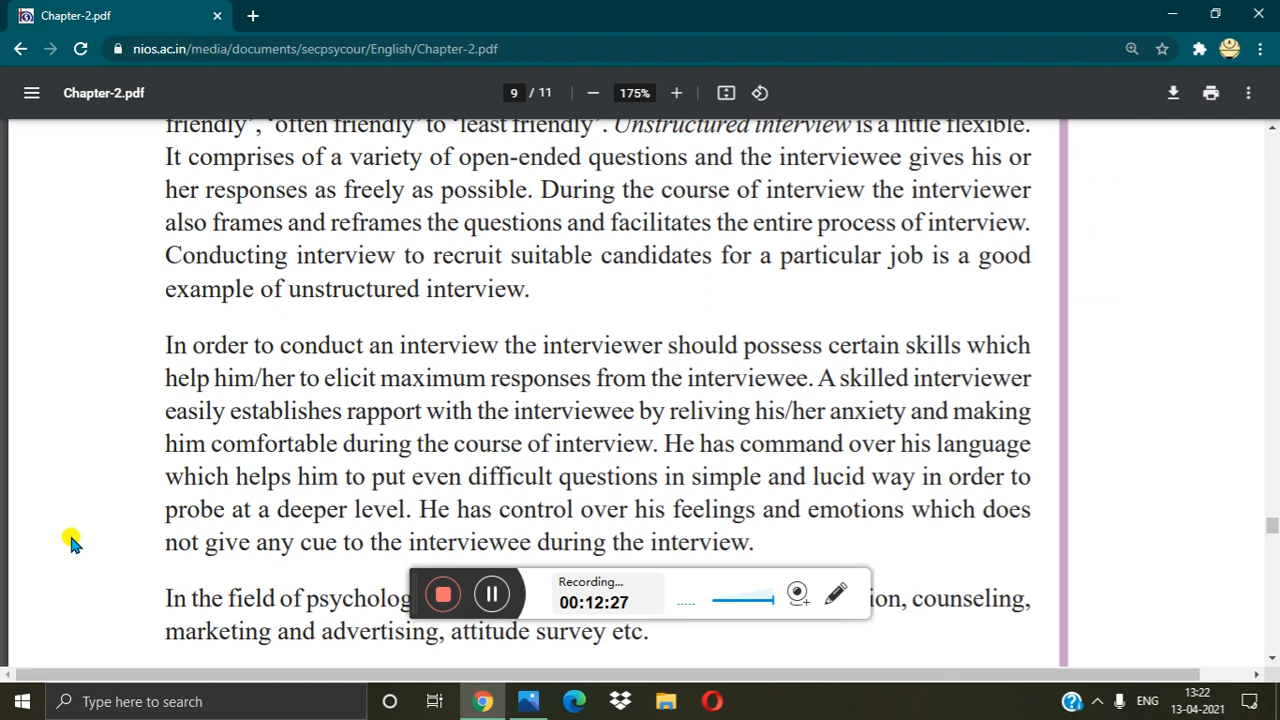 Chapter-2.pdf
nios.ac.in/media/documents/secpsycour/English/Chapter-2.pdf
Chapter-2.pdf 9 / 11 175%
friendly’, ‘often friendly’ to ‘least friendly’. Unstructured interview is a little flexible.
It comprises of a variety of open-ended questions and the interviewee gives his or
her responses as freely as possible. During the course of interview the interviewer
also frames and reframes the questions and facilitates the entire process of interview.
Conducting interview to recruit suitable candidates for a particular job is a good
example of unstructured interview.
In order to conduct an interview the interviewer should possess certain skills which
help him/her to elicit maximum responses from the interviewee. A skilled interviewer
easily establishes rapport with the interviewee by reliving his/her anxiety and making
him comfortable during the course of interview. He has command over his language
which helps him to put even difficult questions in simple and lucid way in order to
probe at a deeper level. He has control over his feelings and emotions which does
not give any cue to the interviewee during the interview.
In the field of counseling,
marketing and advertising, attitude survey etc.
Recording...
00:12:27
Type here to search
ENG
13:22
13-04-2021